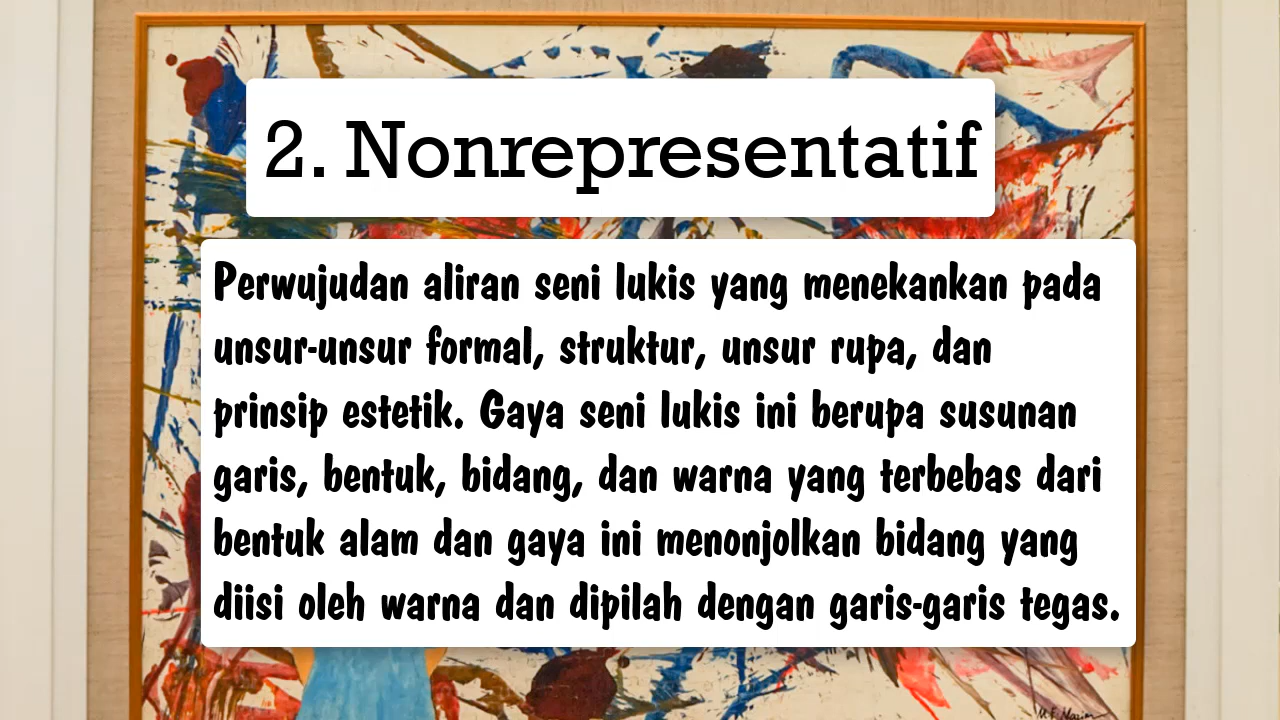 2. Nonrepresentatif
Perwujudan aliran seni lukis yang menekankan pada
unsur-unsur formal, struktur, unsur rupa, dan
prinsip estetik. Gaya seni lukis ini berupa susunan
garis, bentuk, bidang, dan warna yang terbebas dari
bentuk alam dan gaya ini menonjolkan bidang yang
diisi oleh warna dan dipilah dengan garis-garis tegas.